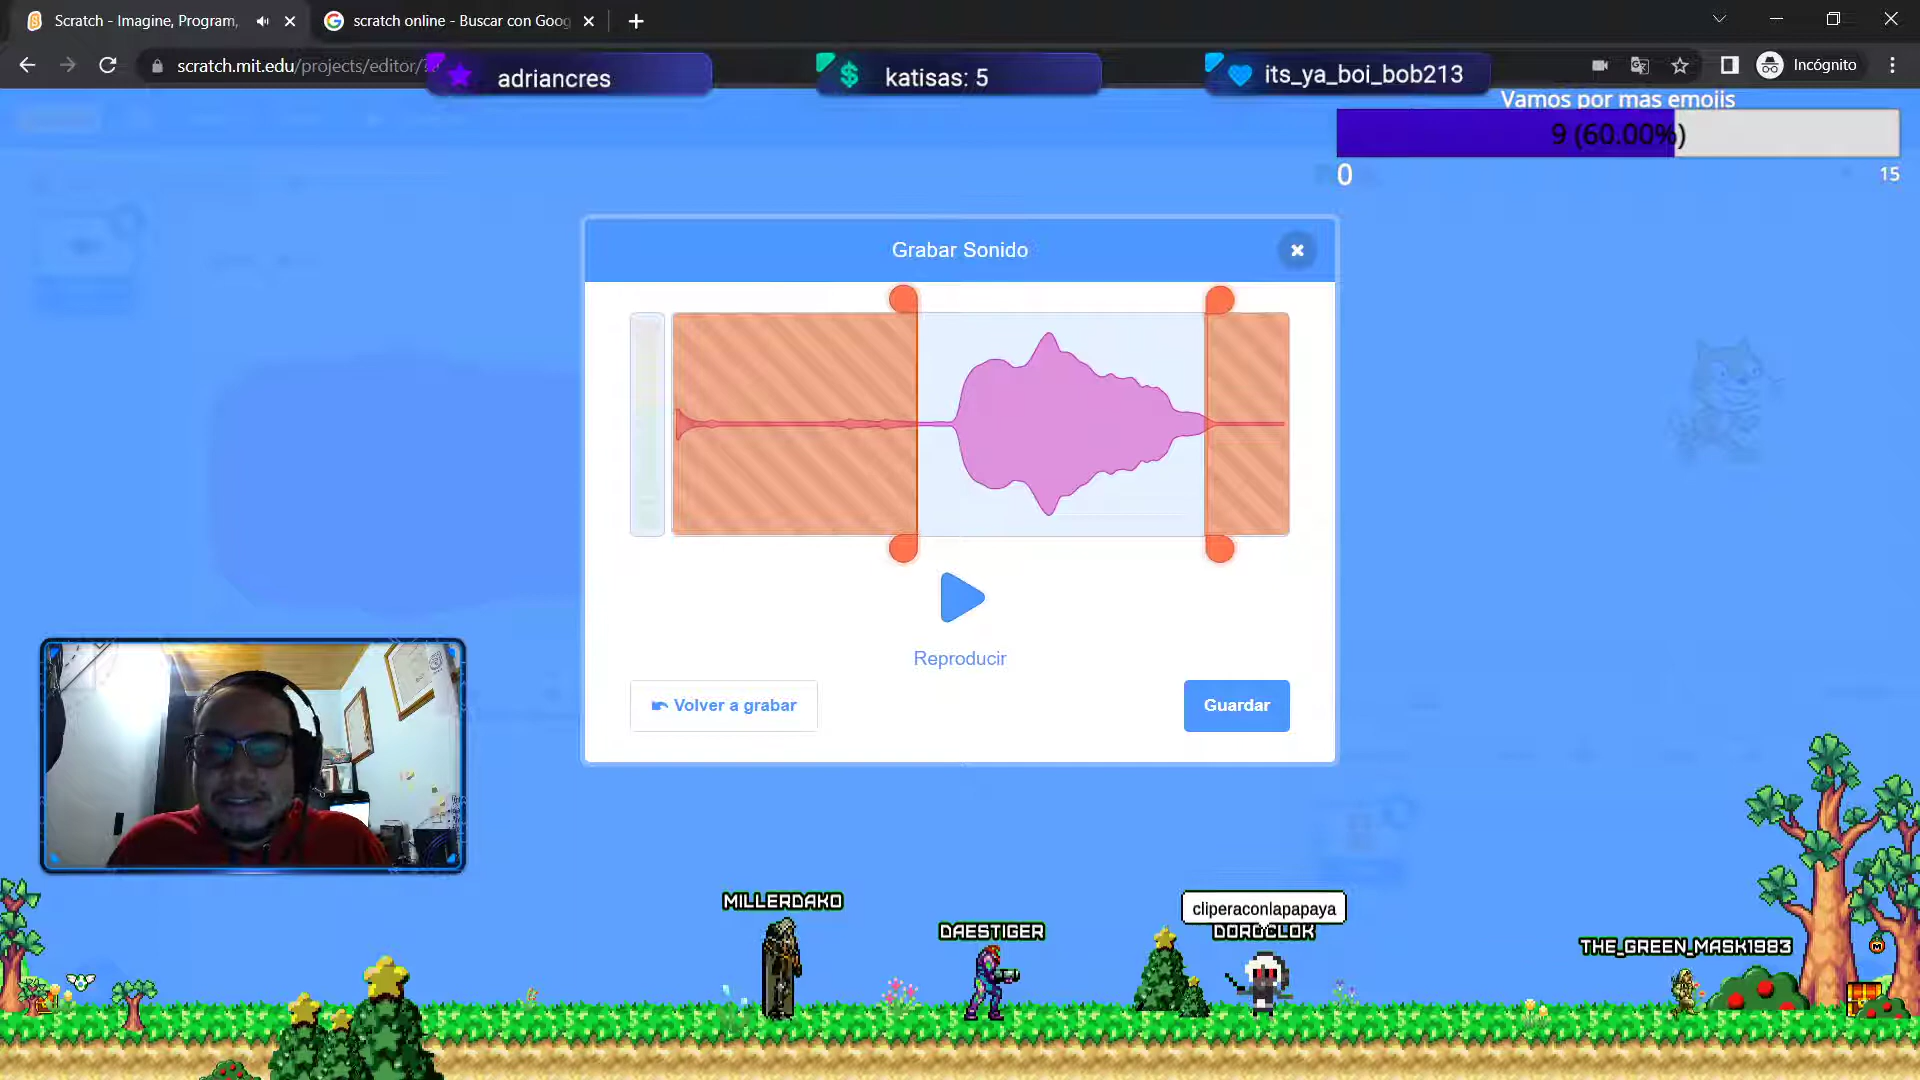 Scratch - Imagine, Program,
scratch online - Buscar con Goog
scratch.mit.edu/projects/editor/?
Incógnito
adriancres
katisas: 5
its_ya_boi_bob213
Vamos por mas emojis
9 (60.00%)
0
15
Grabar Sonido
Reproducir
Volver a grabar
Guardar
MILLERDAKO
DAESTIGER
cliperaconlapapaya
DOROCLOK
THE_GREEN_MASK1983